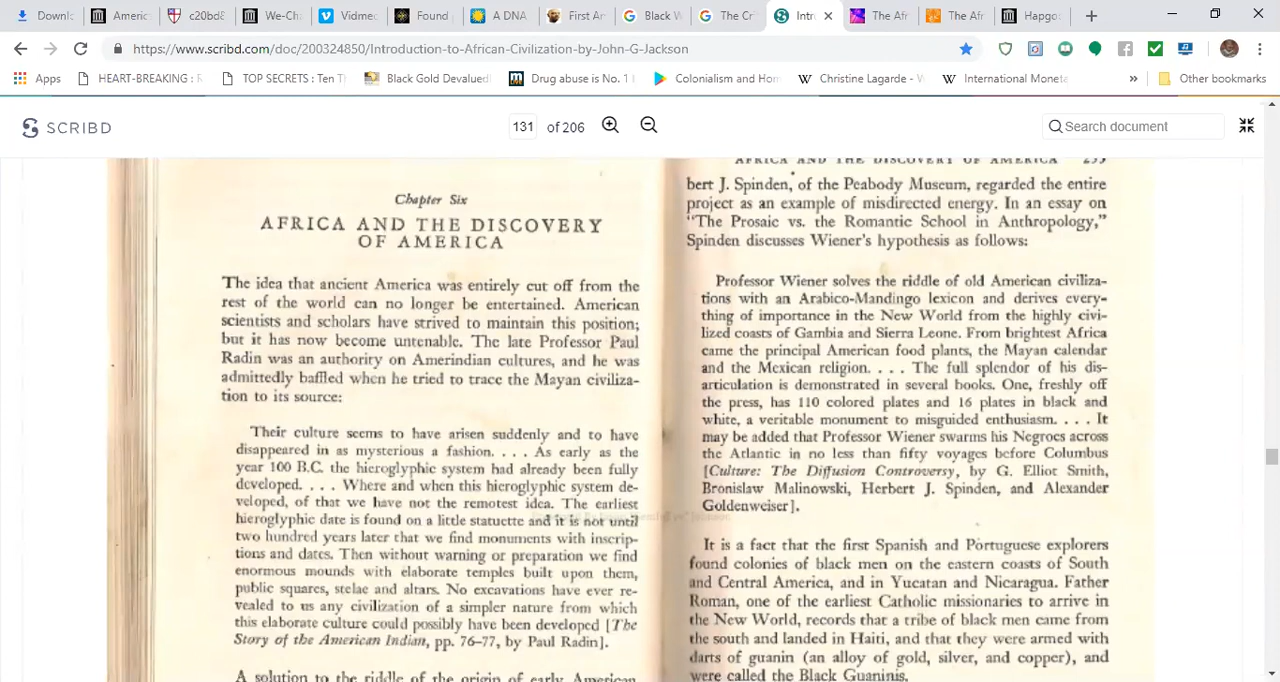 Downlc
Americ
c20bd8
We-Cha
Vidmec
Found
A DNA
First Ar
Black W
The Cr
Intr
The Afr
The Afr
Hapgo
https://www.scribd.com/doc/200324850/Introduction-to-African-Civilization-by-John-G-Jackson
Apps HEART-BREAKING : R TOP SECRETS : Ten Th Black Gold Devalued Drug abuse is No. 1 Colonialism and Hom Christine Lagarde - W International Moneta » Other bookmarks
SCRIBD 131 of 206 Search document
Chapter Six
AFRICA AND THE DISCOVERY
OF AMERICA
The idea that ancient America was entirely cut off from the
rest of the world can no longer be entertained. American
scientists and scholars have strived to maintain this position;
but it has now become untenable. The late Professor Paul
Radin was an authority on Amerindian cultures, and he was
admittedly baffled when he tried to trace the Mayan civiliza-
tion to its source:
Their culture seems to have arisen suddenly and to have
disappeared in as mysterious a fashion. . . . As early as the
year 100 B.C. the hieroglyphic system had already been fully
developed. . . . Where and when this hieroglyphic system de-
veloped, of that we have not the remotest idea. The earliest
hieroglyphic date is found on a little statuette and it is not until
two hundred years later that we find monuments with inscrip-
tions and dates. Then without warning or preparation we find
enormous mounds with elaborate temples built upon them,
public squares, stelae and altars. No excavations have ever re-
vealed to us any civilization of a simpler nature from which
this elaborate culture could possibly have been developed [The
Story of the American Indian, pp. 76-77, by Paul Radin].
A solution to the riddle of the origin of early American
AFRICA AND THE DISCOVERY OF AMERICA 233
bert J. Spinden, of the Peabody Museum, regarded the entire
project as an example of misdirected energy. In an essay on
"The Prosaic vs. the Romantic School in Anthropology,"
Spinden discusses Wiener's hypothesis as follows:
Professor Wiener solves the riddle of old American civiliza-
tions with an Arabico-Mandingo lexicon and derives every-
thing of importance in the New World from the highly civi-
lized coasts of Gambia and Sierra Leone. From brightest Africa
came the principal American food plants, the Mayan calendar
and the Mexican religion. . . . The full splendor of his dis-
articulation is demonstrated in several books. One, freshly off
the press, has 110 colored plates and 16 plates in black and
white, a veritable monument to misguided enthusiasm. . . . It
may be added that Professor Wiener swarms his Negroes across
the Atlantic in no less than fifty voyages before Columbus
[Culture: The Diffusion Controversy, by G. Elliot Smith,
Bronislaw Malinowski, Herbert J. Spinden, and Alexander
Goldenweiser].
It is a fact that the first Spanish and Portuguese explorers
found colonies of black men on the eastern coasts of South
and Central America, and in Yucatan and Nicaragua. Father
Roman, one of the earliest Catholic missionaries to arrive in
the New World, records that a tribe of black men came from
the south and landed in Haiti, and that they were armed with
darts of guanin (an alloy of gold, silver, and copper), and
were called the Black Guaninis.